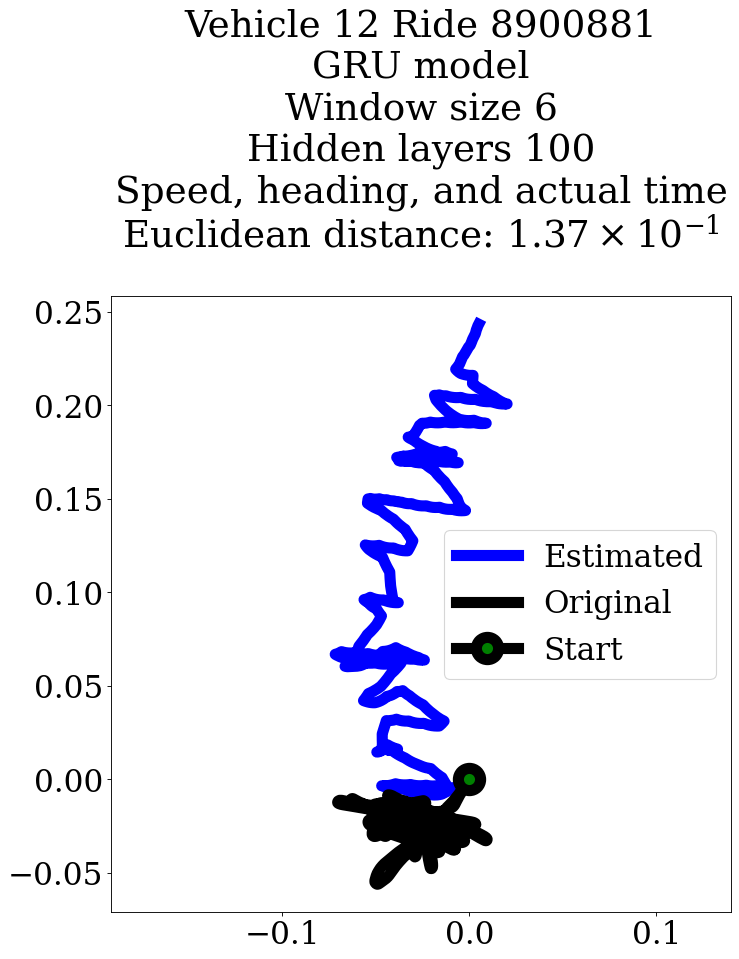 Vehicle 12 Ride 8900881
GRU model
Window size 6
Hidden layers 100
Speed, heading, and actual time
Euclidean distance: 1.37 × 10⁻¹
0.25
0.20
0.15
0.10
0.05
0.00
−0.05
Estimated
Original
Start
−0.1
0.0
0.1